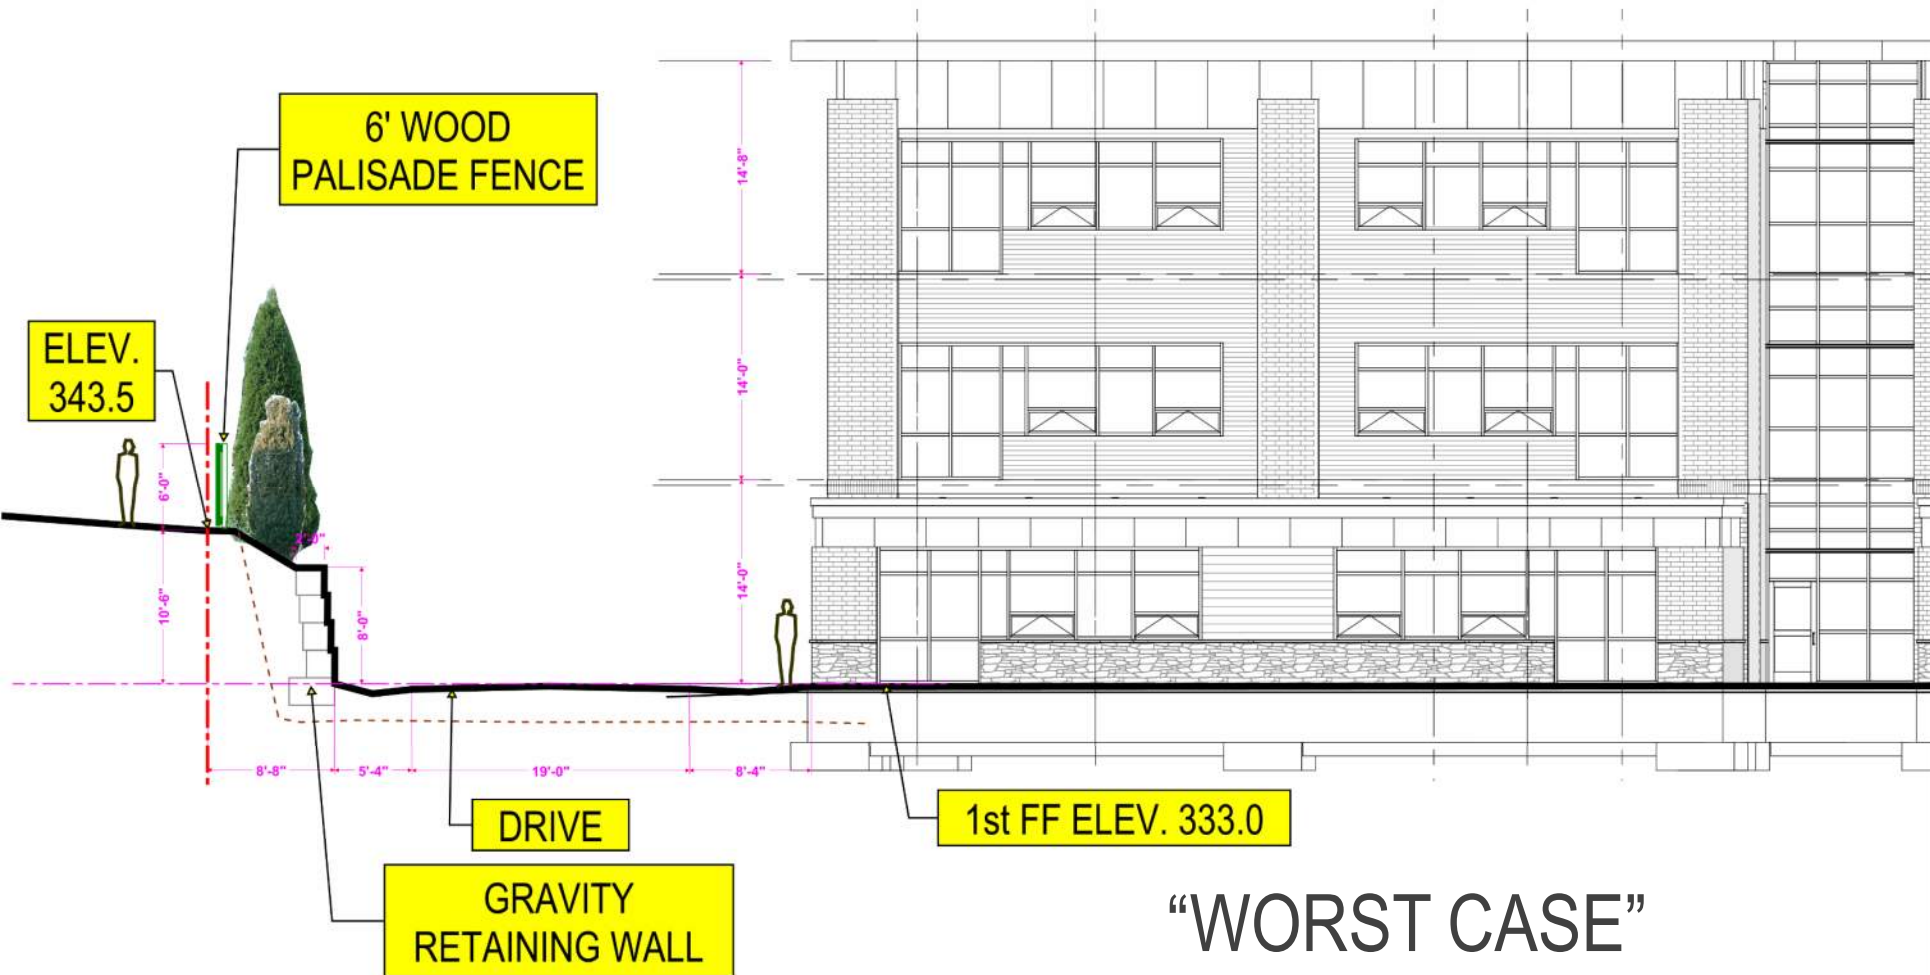 6' WOOD
PALISADE FENCE
14'-8"
ELEV.
343.5
14'-0"
6'-0"
2'-0"
10'-6"
8'-0"
14'-0"
8'-8"
5'-4"
19'-0"
8'-4"
DRIVE
1st FF ELEV. 333.0
GRAVITY
RETAINING WALL
“WORST CASE”